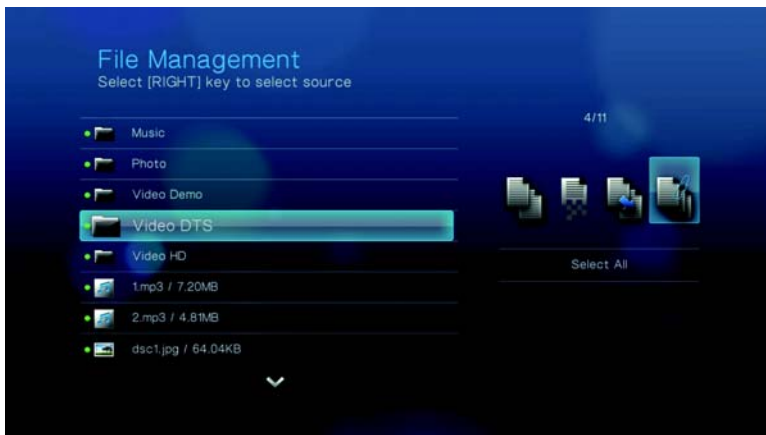 File Management
Select [RIGHT] key to select source
4/11
Music
Photo
Video Demo
Video DTS
Video HD
Select All
1.mp3 / 7.20MB
2.mp3 / 4.81MB
dsc1.jpg / 64.04KB